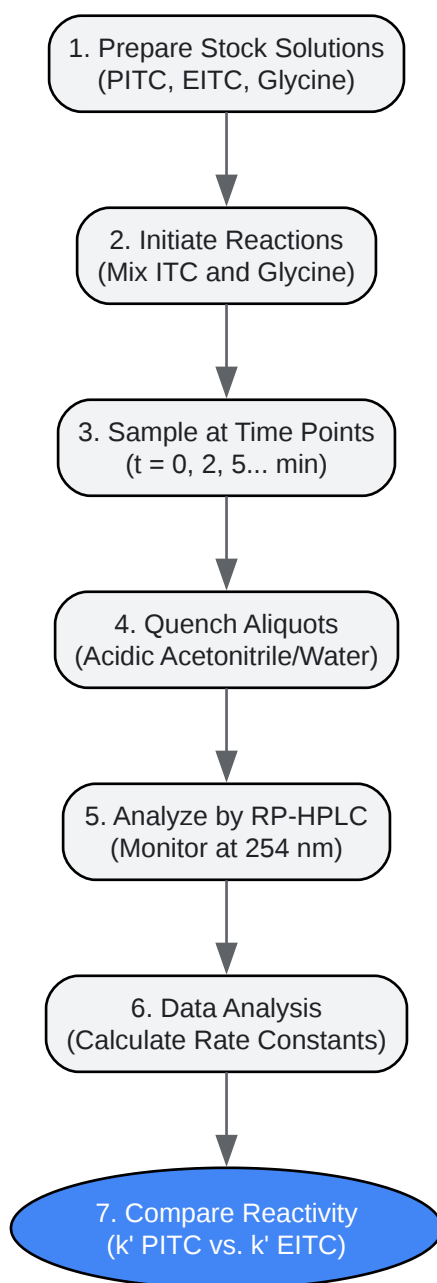 1. Prepare Stock Solutions
(PITC, EITC, Glycine)
2. Initiate Reactions
(Mix ITC and Glycine)
3. Sample at Time Points
(t = 0, 2, 5... min)
4. Quench Aliquots
(Acidic Acetonitrile/Water)
5. Analyze by RP-HPLC
(Monitor at 254 nm)
6. Data Analysis
(Calculate Rate Constants)
7. Compare Reactivity
(k' PITC vs. k' EITC)